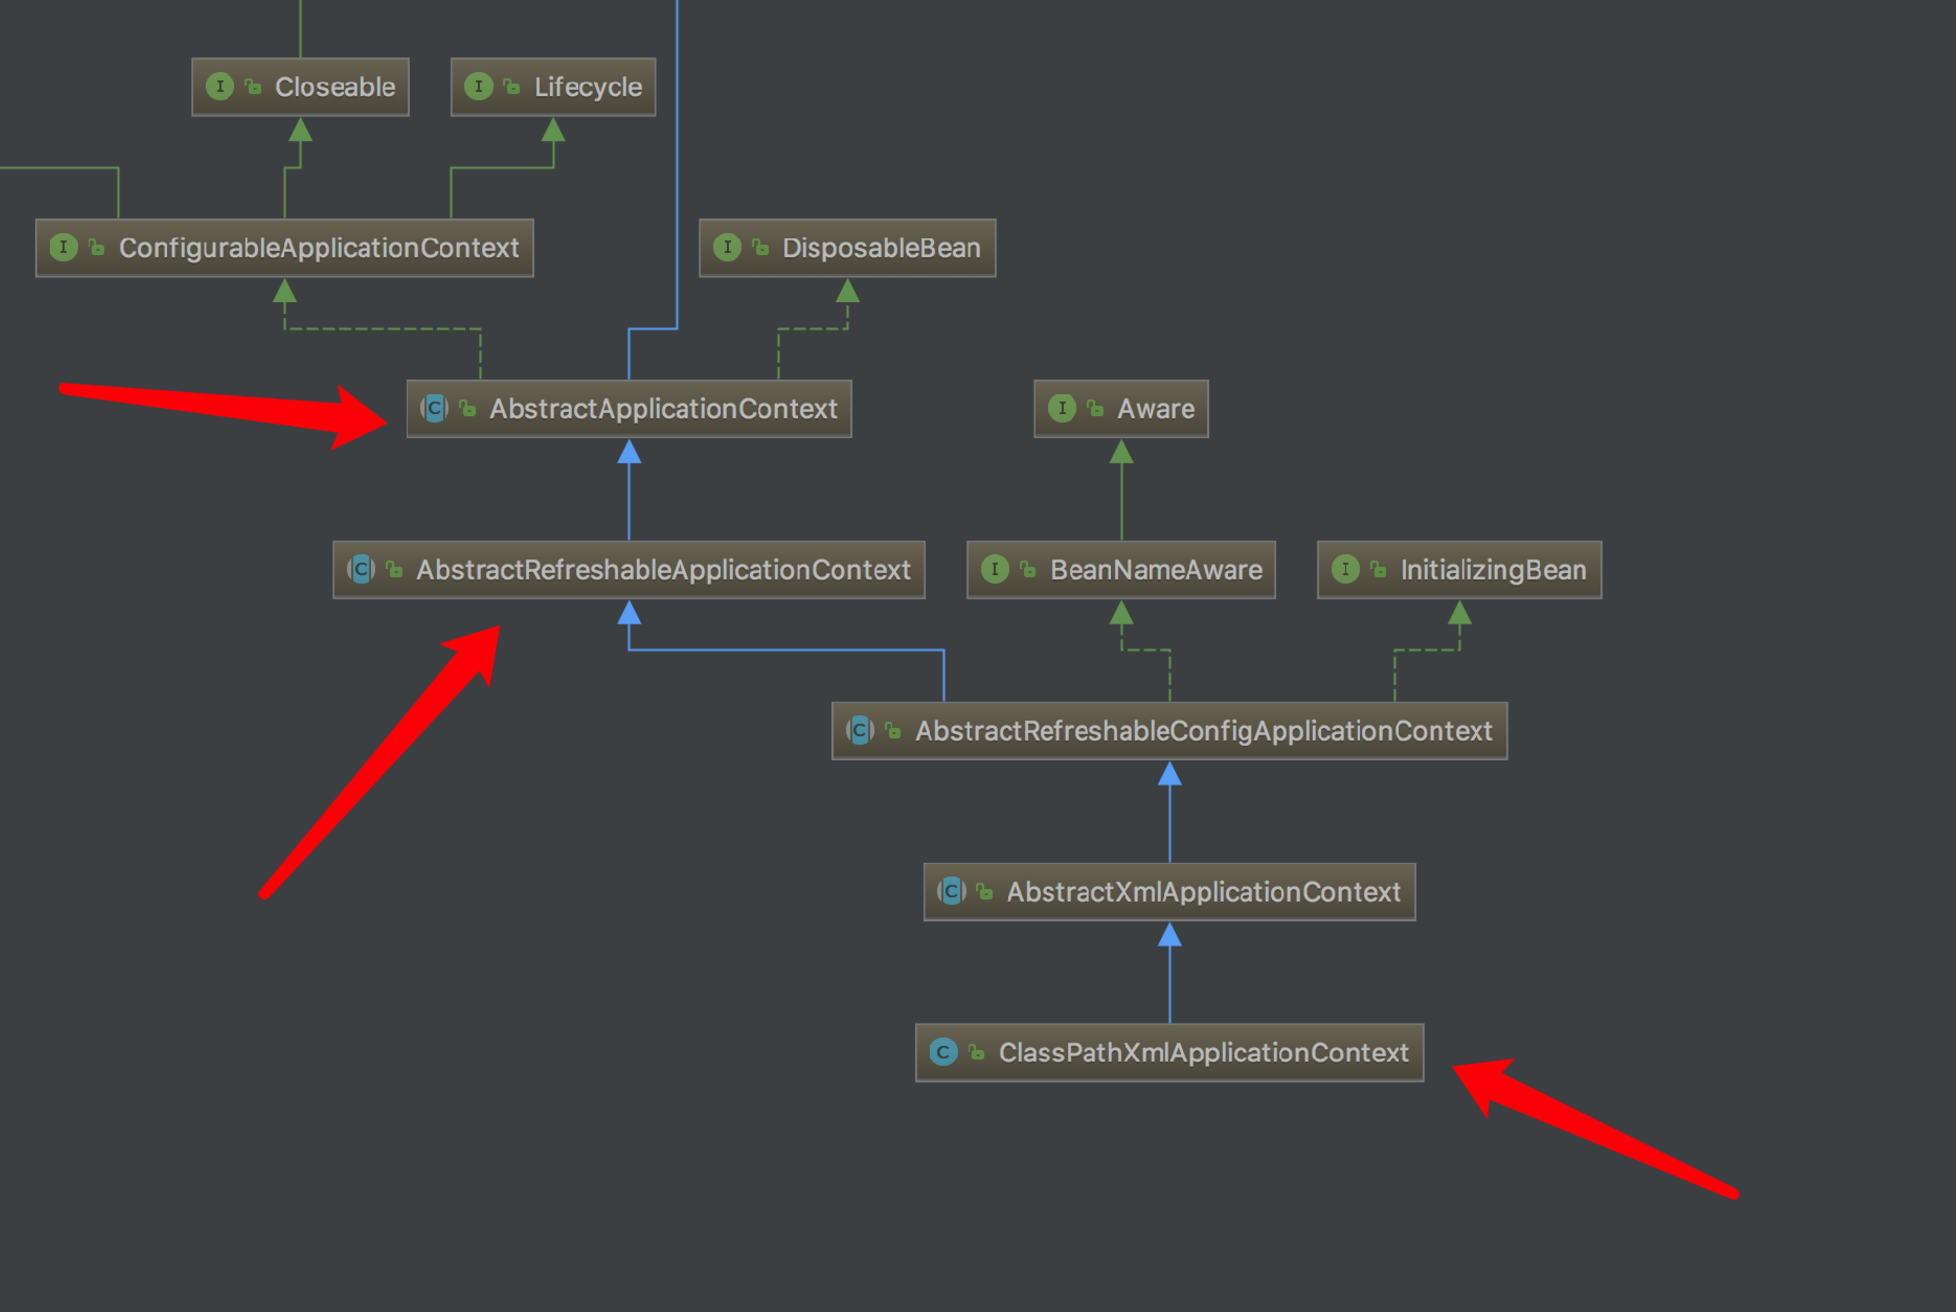 Closeable
Lifecycle
ConfigurableApplicationContext
DisposableBean
AbstractApplicationContext
Aware
AbstractRefreshableApplicationContext
BeanNameAware
InitializingBean
AbstractRefreshableConfigApplicationContext
AbstractXmlApplicationContext
ClassPathXmlApplicationContext